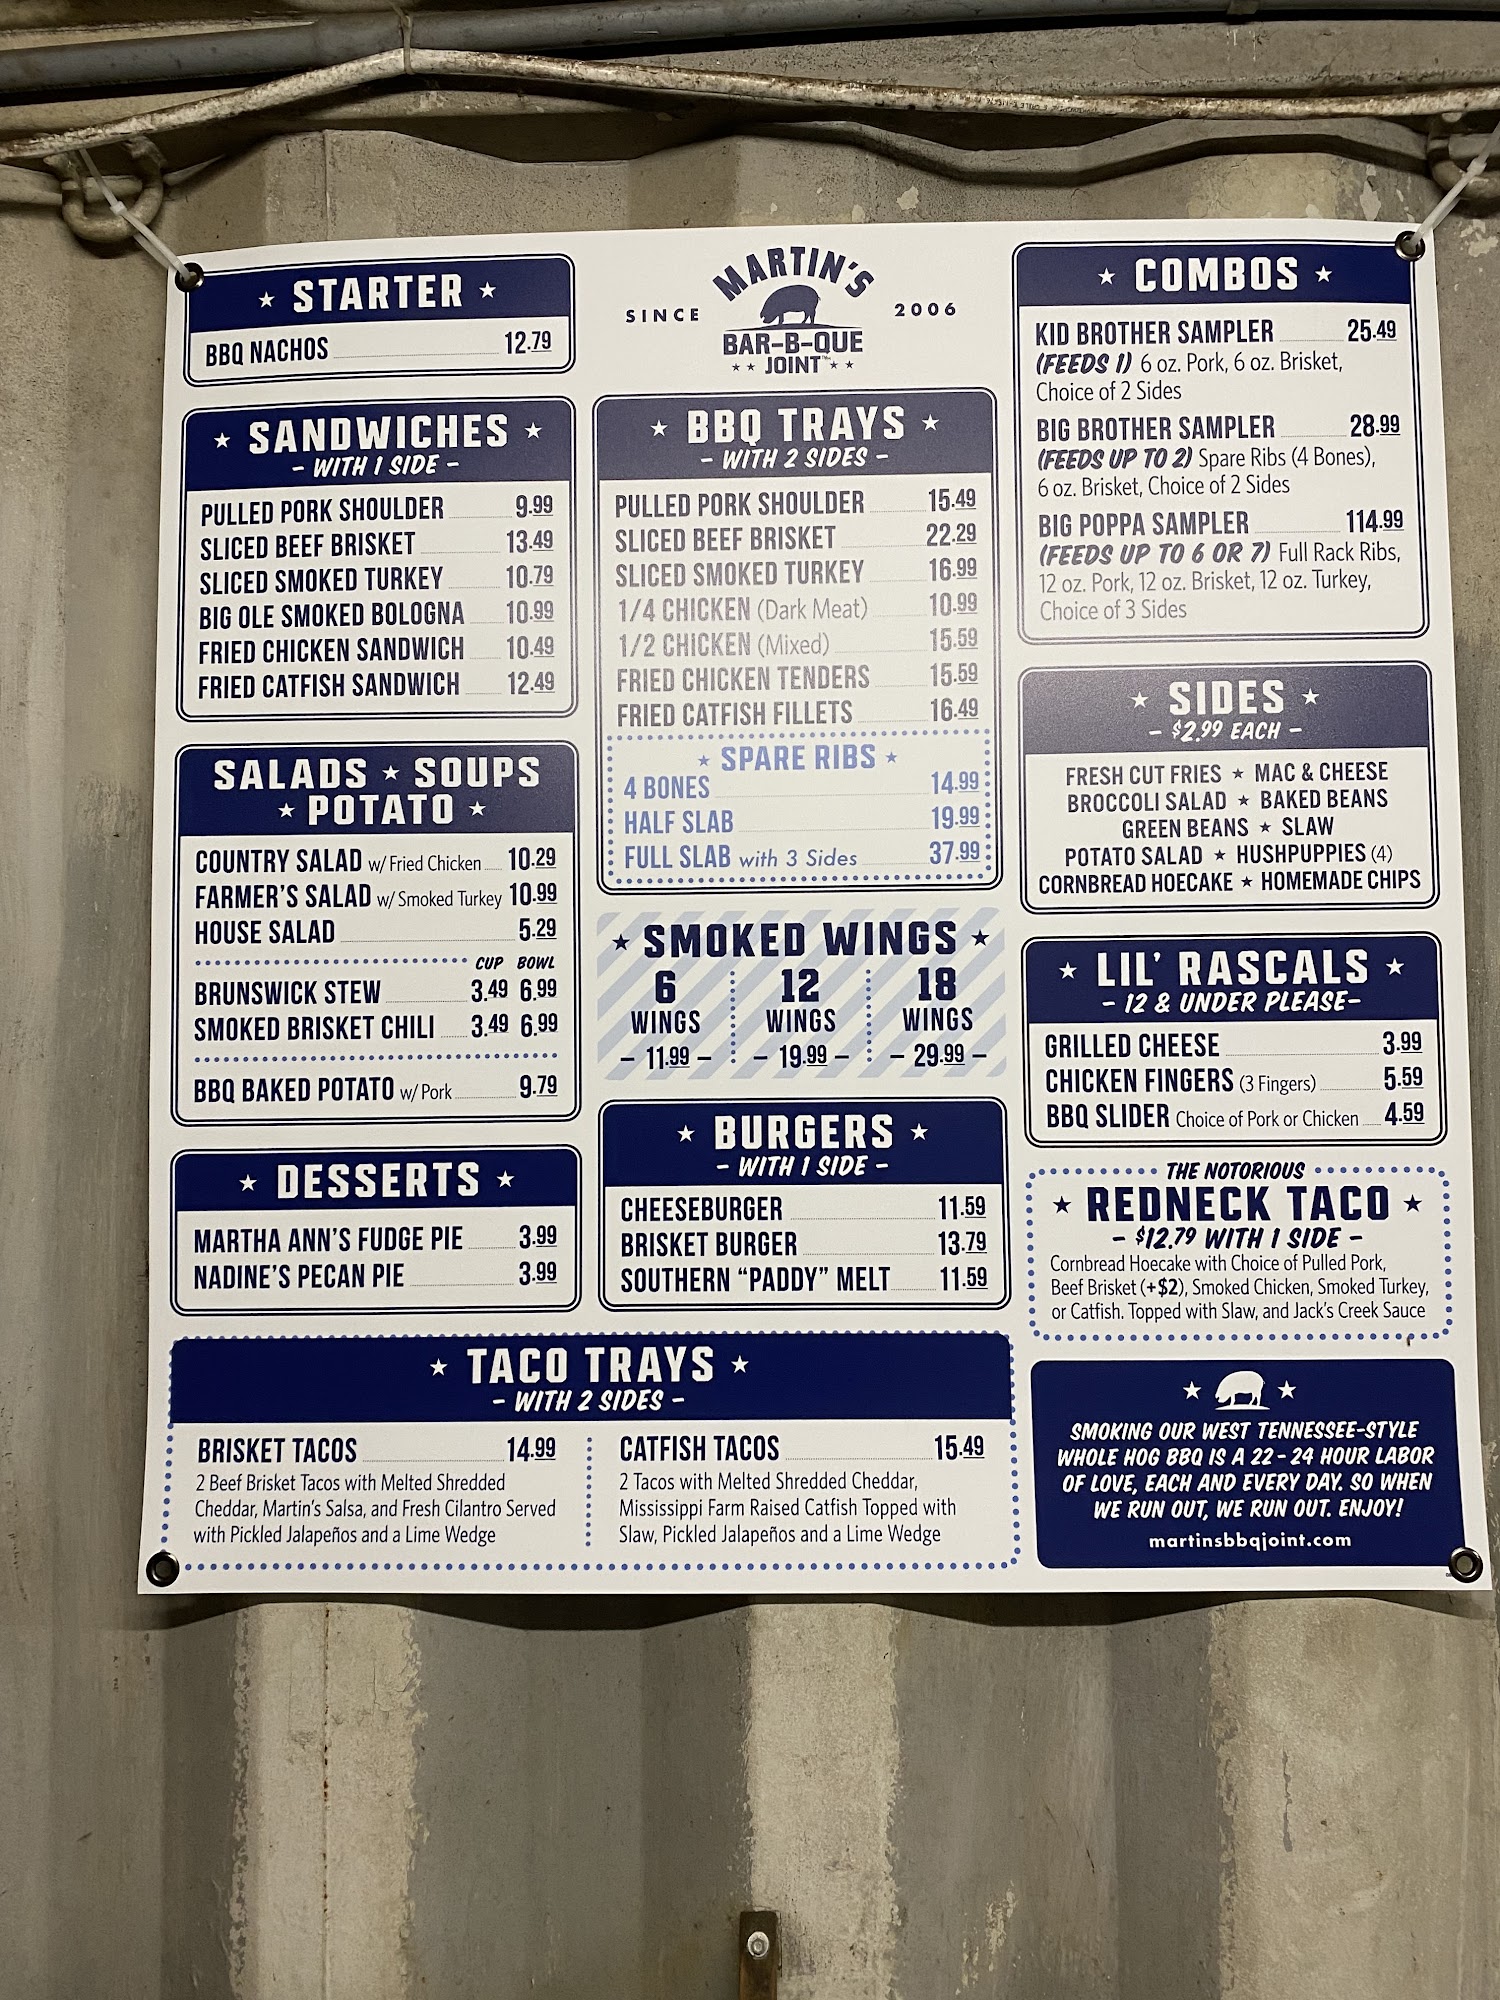 ★ STARTER ★
BBQ NACHOS 12.79
★ SANDWICHES ★
- WITH 1 SIDE -
PULLED PORK SHOULDER 9.99
SLICED BEEF BRISKET 13.49
SLICED SMOKED TURKEY 10.79
BIG OLE SMOKED BOLOGNA 10.99
FRIED CHICKEN SANDWICH 10.49
FRIED CATFISH SANDWICH 12.49
SALADS ★ SOUPS
★ POTATO ★
COUNTRY SALAD w/ Fried Chicken 10.29
FARMER'S SALAD w/ Smoked Turkey 10.99
HOUSE SALAD 5.29
CUP BOWL
BRUNSWICK STEW 3.49 6.99
SMOKED BRISKET CHILI 3.49 6.99
BBQ BAKED POTATO w/ Pork 9.79
★ DESSERTS ★
MARTHA ANN'S FUDGE PIE 3.99
NADINE'S PECAN PIE 3.99
SINCE 2006
MARTIN'S
BAR-B-QUE
★★ JOINT ★★
★ BBQ TRAYS ★
- WITH 2 SIDES -
PULLED PORK SHOULDER 15.49
SLICED BEEF BRISKET 22.29
SLICED SMOKED TURKEY 16.99
1/4 CHICKEN (Dark Meat) 10.99
1/2 CHICKEN (Mixed) 15.59
FRIED CHICKEN TENDERS 15.59
FRIED CATFISH FILLETS 16.49
★ SPARE RIBS ★
4 BONES 14.99
HALF SLAB 19.99
FULL SLAB with 3 Sides 37.99
★ SMOKED WINGS ★
6 12 18
WINGS WINGS WINGS
- 11.99 - - 19.99 - - 29.99 -
★ BURGERS ★
- WITH 1 SIDE -
CHEESEBURGER 11.59
BRISKET BURGER 13.79
SOUTHERN "PADDY" MELT 11.59
★ TACO TRAYS ★
- WITH 2 SIDES -
BRISKET TACOS 14.99
2 Beef Brisket Tacos with Melted Shredded
Cheddar, Martin's Salsa, and Fresh Cilantro Served
with Pickled Jalapeños and a Lime Wedge
CATFISH TACOS 15.49
2 Tacos with Melted Shredded Cheddar,
Mississippi Farm Raised Catfish Topped with
Slaw, Pickled Jalapeños and a Lime Wedge
★ COMBOS ★
KID BROTHER SAMPLER 25.49
(FEEDS 1) 6 oz. Pork, 6 oz. Brisket,
Choice of 2 Sides
BIG BROTHER SAMPLER 28.99
(FEEDS UP TO 2) Spare Ribs (4 Bones),
6 oz. Brisket, Choice of 2 Sides
BIG POPPA SAMPLER 114.99
(FEEDS UP TO 6 OR 7) Full Rack Ribs,
12 oz. Pork, 12 oz. Brisket, 12 oz. Turkey,
Choice of 3 Sides
★ SIDES ★
- $2.99 EACH -
FRESH CUT FRIES ★ MAC & CHEESE
BROCCOLI SALAD ★ BAKED BEANS
GREEN BEANS ★ SLAW
POTATO SALAD ★ HUSHPUPPIES (4)
CORNBREAD HOECAKE ★ HOMEMADE CHIPS
★ LIL' RASCALS ★
- 12 & UNDER PLEASE-
GRILLED CHEESE 3.99
CHICKEN FINGERS (3 Fingers) 5.59
BBQ SLIDER Choice of Pork or Chicken 4.59
THE NOTORIOUS
★ REDNECK TACO ★
- $12.79 WITH 1 SIDE -
Cornbread Hoecake with Choice of Pulled Pork,
Beef Brisket (+$2), Smoked Chicken, Smoked Turkey,
or Catfish. Topped with Slaw, and Jack's Creek Sauce
SMOKING OUR WEST TENNESSEE-STYLE
WHOLE HOG BBQ IS A 22 - 24 HOUR LABOR
OF LOVE, EACH AND EVERY DAY. SO WHEN
WE RUN OUT, WE RUN OUT. ENJOY!
martinsbbqjoint.com